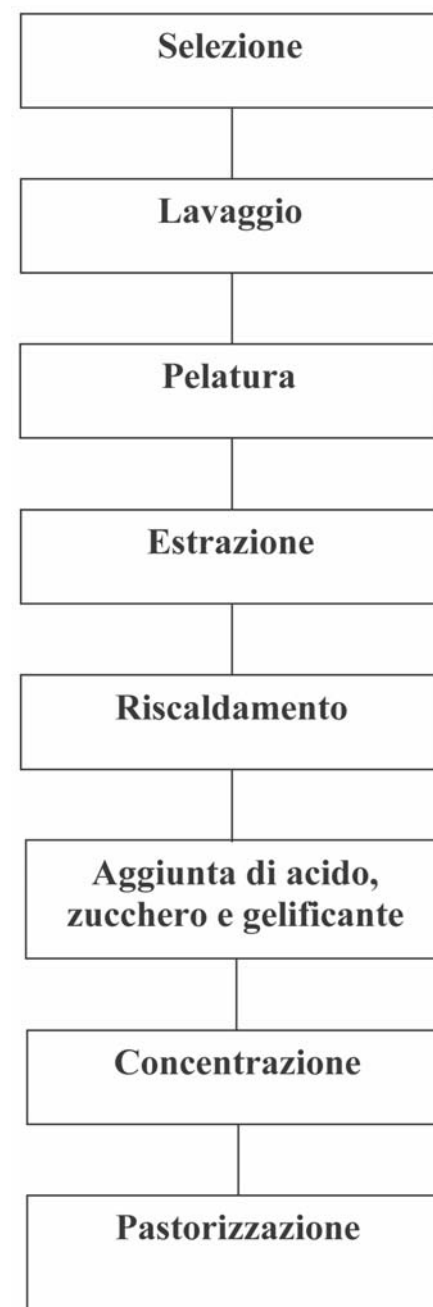 Selezione
Lavaggio
Pelatura
Estrazione
Riscaldamento
Aggiunta di acido,
zucchero e gelificante
Concentrazione
Pastorizzazione